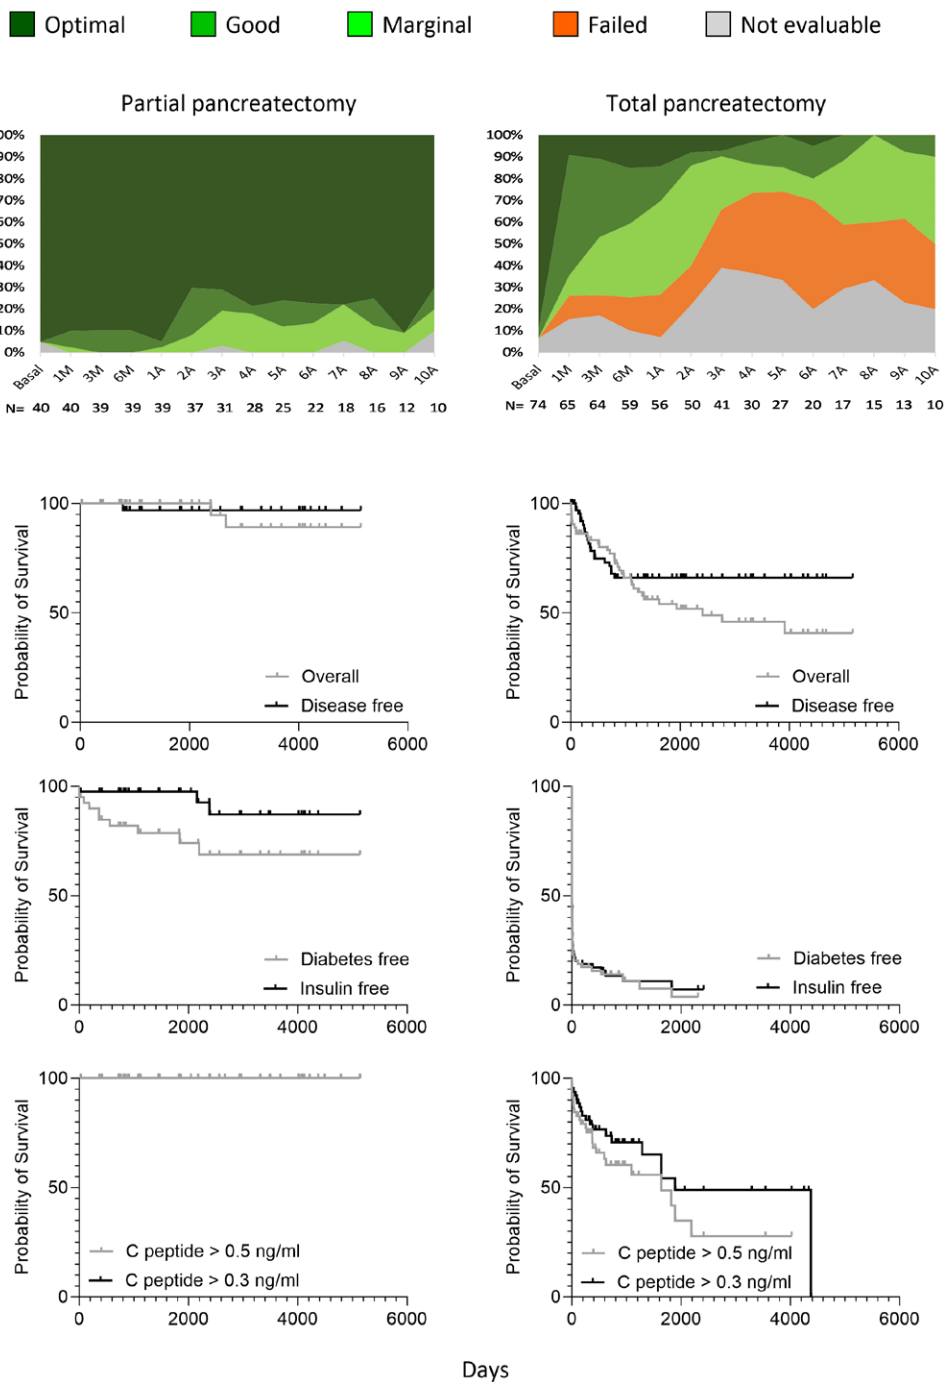 Optimal Good Marginal Failed Not evaluable
Partial pancreatectomy Total pancreatectomy
00% 100%
90% 90%
80% 80%
70% 70%
60% 60%
50% 50%
40% 40%
30% 30%
20% 20%
10% 10%
0% 0%
Basal 1M 3M 6M 1A 2A 3A 4A 5A 6A 7A 8A 9A 10A Basal 1M 3M 6M 1A 2A 3A 4A 5A 6A 7A 8A 9A 10A
N= 40 40 39 39 39 37 31 28 25 22 18 16 12 10 N= 74 65 64 59 56 50 41 30 27 20 17 15 13 10
Probability of Survival
100
50
0
Overall
Disease free
0 2000 4000 6000
Probability of Survival
100
50
0
Overall
Disease free
0 2000 4000 6000
Probability of Survival
100
50
0
Diabetes free
Insulin free
0 2000 4000 6000
Probability of Survival
100
50
0
Diabetes free
Insulin free
0 2000 4000 6000
Probability of Survival
100
50
0
C peptide > 0.5 ng/ml
C peptide > 0.3 ng/ml
0 2000 4000 6000
Probability of Survival
100
50
0
C peptide > 0.5 ng/ml
C peptide > 0.3 ng/ml
0 2000 4000 6000
Days